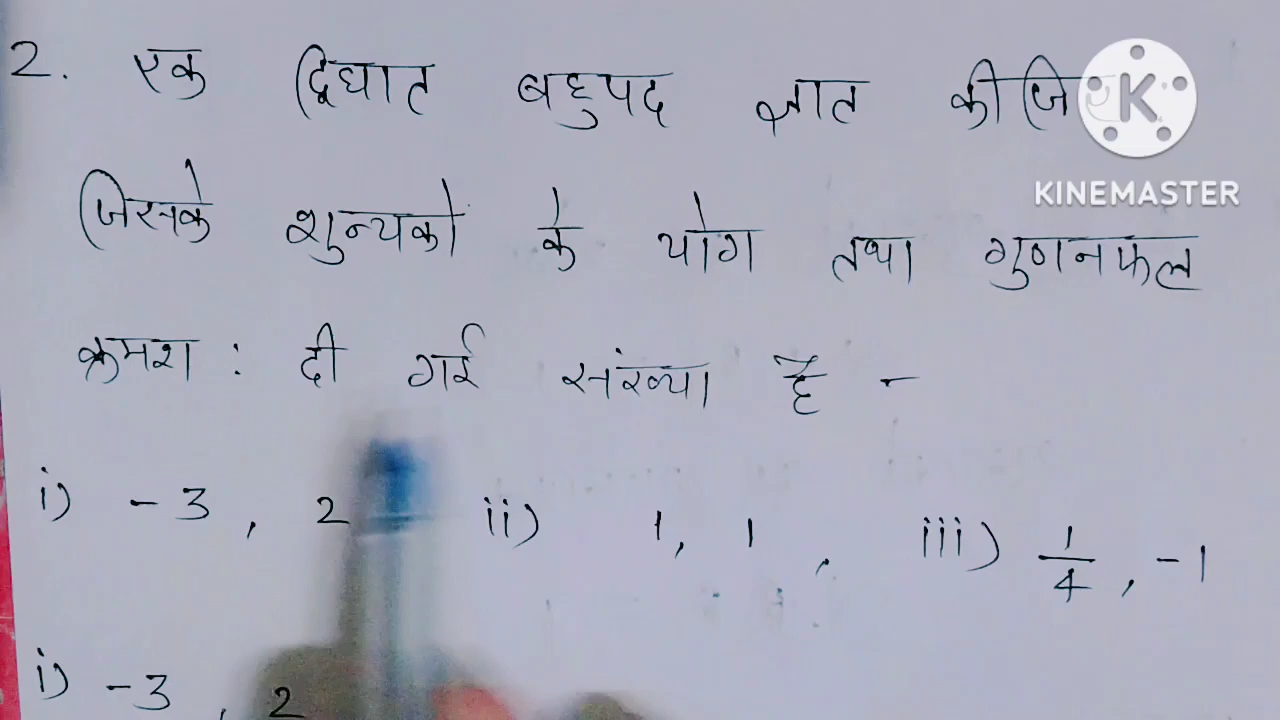 2. एक द्विघात बहुपद ज्ञात कीजिए
K
KINEMASTER
जिसके शुन्यको के योग तथा गुणनफल
क्रमश : दी गई संख्या है -
i) -3, 2 ii) 1, 1, iii) 1/4, -1
i) -3, 2